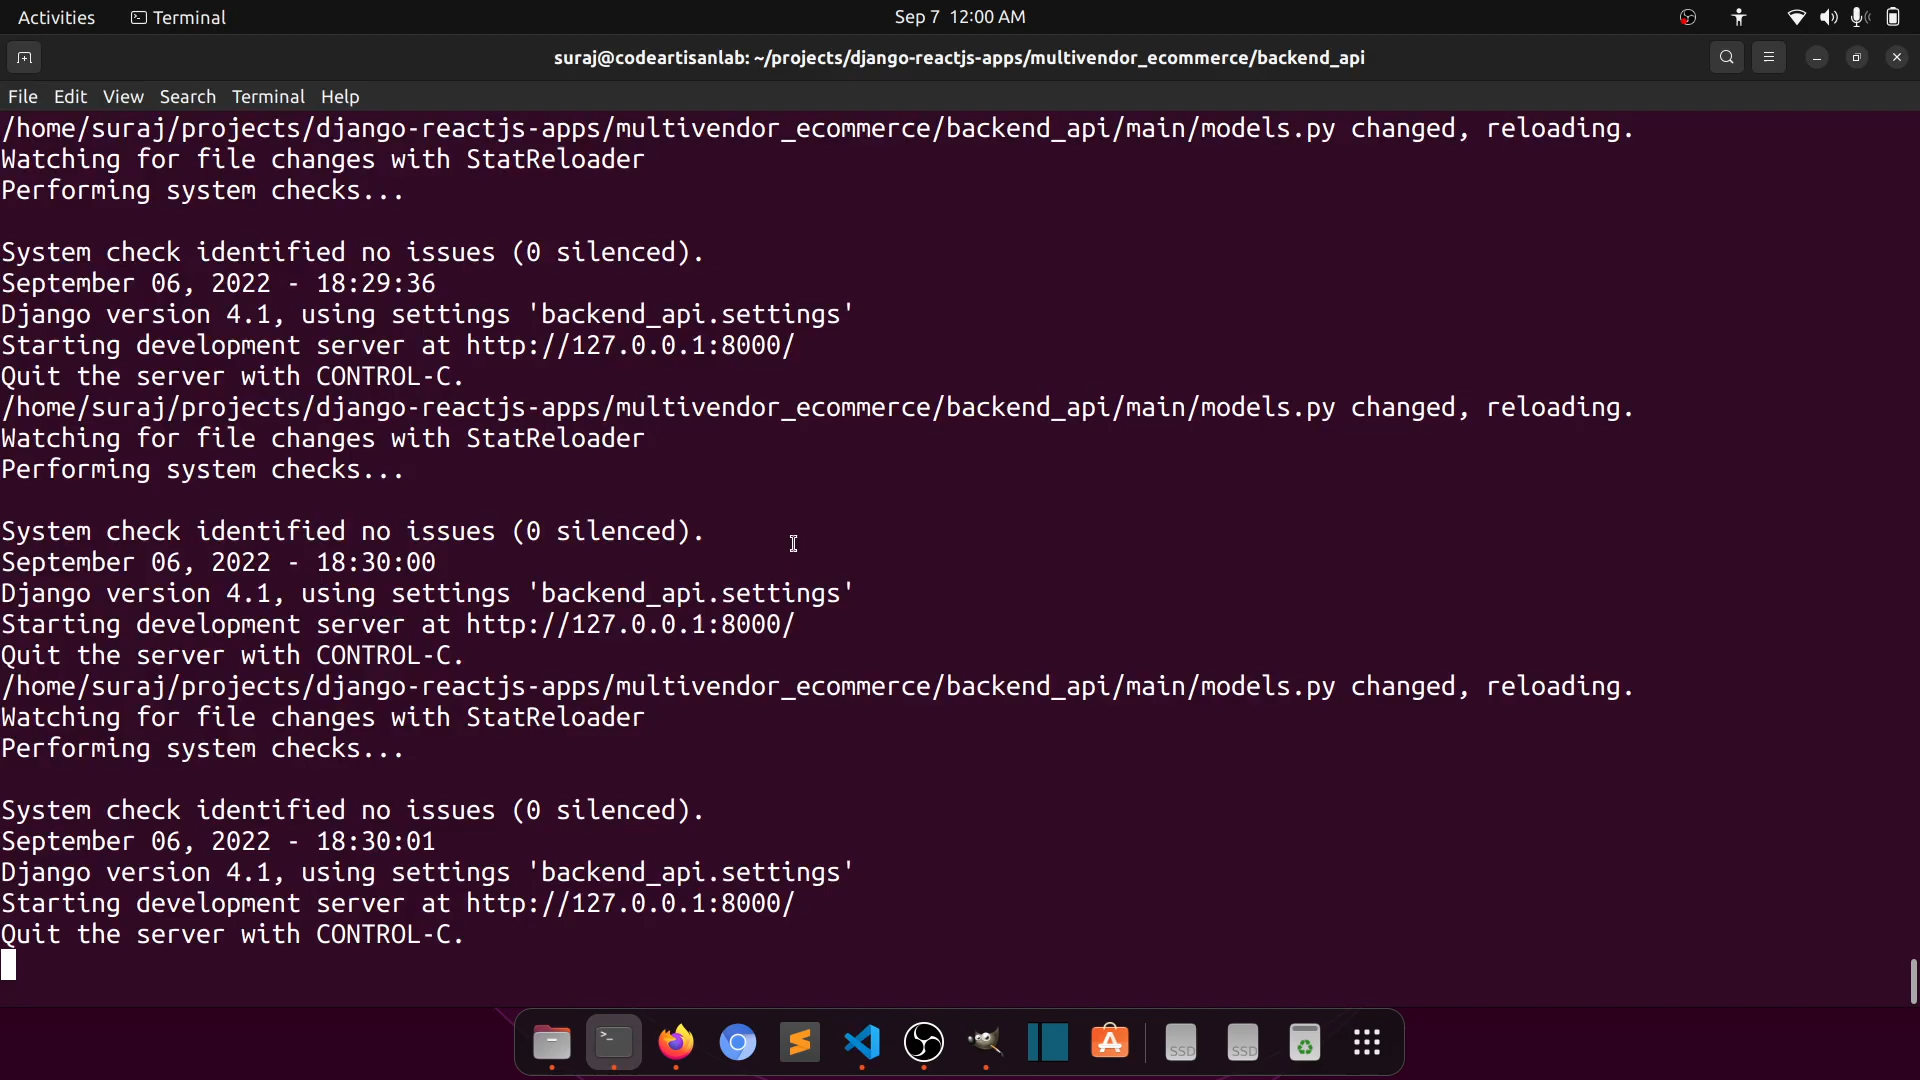 Activities
Terminal
Sep 7 12:00 AM
suraj@codeartisanlab: ~/projects/django-reactjs-apps/multivendor_ecommerce/backend_api
File Edit View Search Terminal Help
/home/suraj/projects/django-reactjs-apps/multivendor_ecommerce/backend_api/main/models.py changed, reloading.
Watching for file changes with StatReloader
Performing system checks...
System check identified no issues (0 silenced).
September 06, 2022 - 18:29:36
Django version 4.1, using settings 'backend_api.settings'
Starting development server at http://127.0.0.1:8000/
Quit the server with CONTROL-C.
/home/suraj/projects/django-reactjs-apps/multivendor_ecommerce/backend_api/main/models.py changed, reloading.
Watching for file changes with StatReloader
Performing system checks...
System check identified no issues (0 silenced).
September 06, 2022 - 18:30:00
Django version 4.1, using settings 'backend_api.settings'
Starting development server at http://127.0.0.1:8000/
Quit the server with CONTROL-C.
/home/suraj/projects/django-reactjs-apps/multivendor_ecommerce/backend_api/main/models.py changed, reloading.
Watching for file changes with StatReloader
Performing system checks...
System check identified no issues (0 silenced).
September 06, 2022 - 18:30:01
Django version 4.1, using settings 'backend_api.settings'
Starting development server at http://127.0.0.1:8000/
Quit the server with CONTROL-C.
SSD
SSD